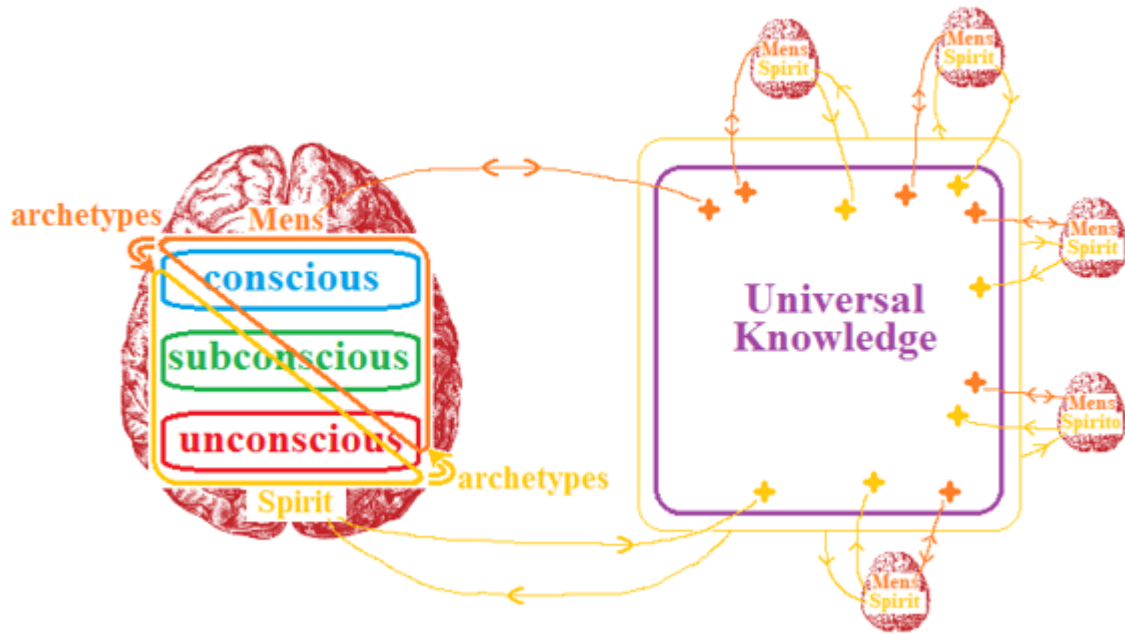 archetypes
Mens
conscious
subconscious
unconscious
Spirit
archetypes
Universal
Knowledge
Mens
Spirit
Mens
Spirit
Mens
Spirit
Mens
Spirito
Mens
Spirit